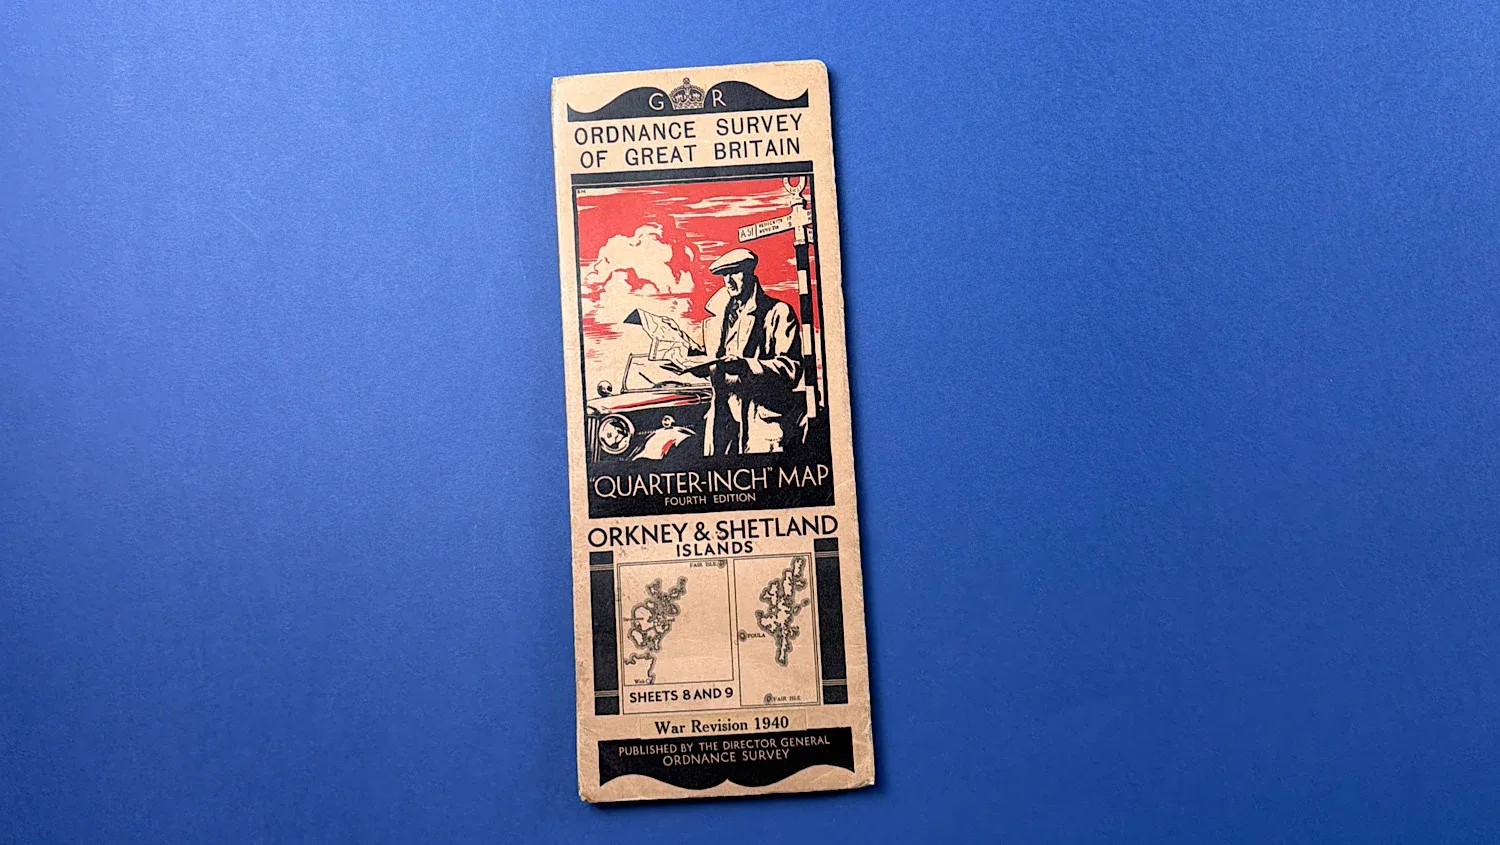 G R
ORDNANCE SURVEY
OF GREAT BRITAIN
A 51
"QUARTER-INCH" MAP
FOURTH EDITION
ORKNEY & SHETLAND
ISLANDS
FAIR ISLE
FOULA
FAIR ISLE
SHEETS 8 AND 9
War Revision 1940
PUBLISHED BY THE DIRECTOR GENERAL
ORDNANCE SURVEY